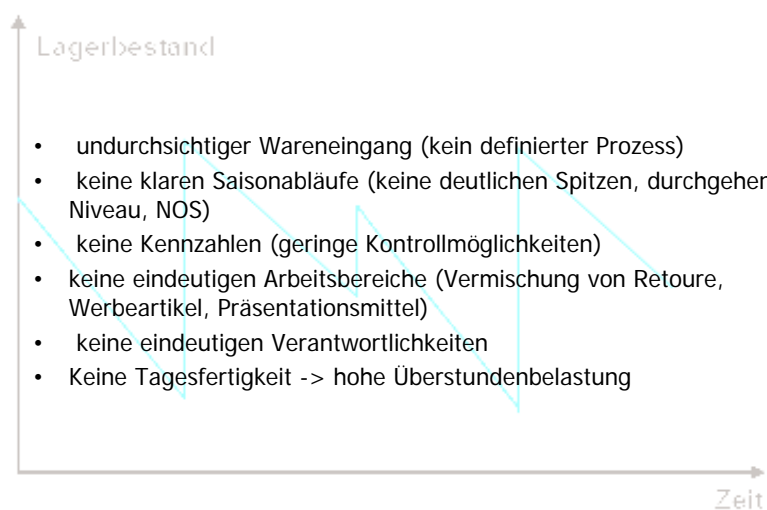 Lagerbestand
• undurchsichtiger Wareneingang (kein definierter Prozess)
• keine klaren Saisonabläufe (keine deutlichen Spitzen, durchgehen
Niveau, NOS)
• keine Kennzahlen (geringe Kontrollmöglichkeiten)
• keine eindeutigen Arbeitsbereiche (Vermischung von Retoure,
Werbeartikel, Präsentationsmittel)
• keine eindeutigen Verantwortlichkeiten
• Keine Tagesfertigkeit -> hohe Überstundenbelastung
Zeit